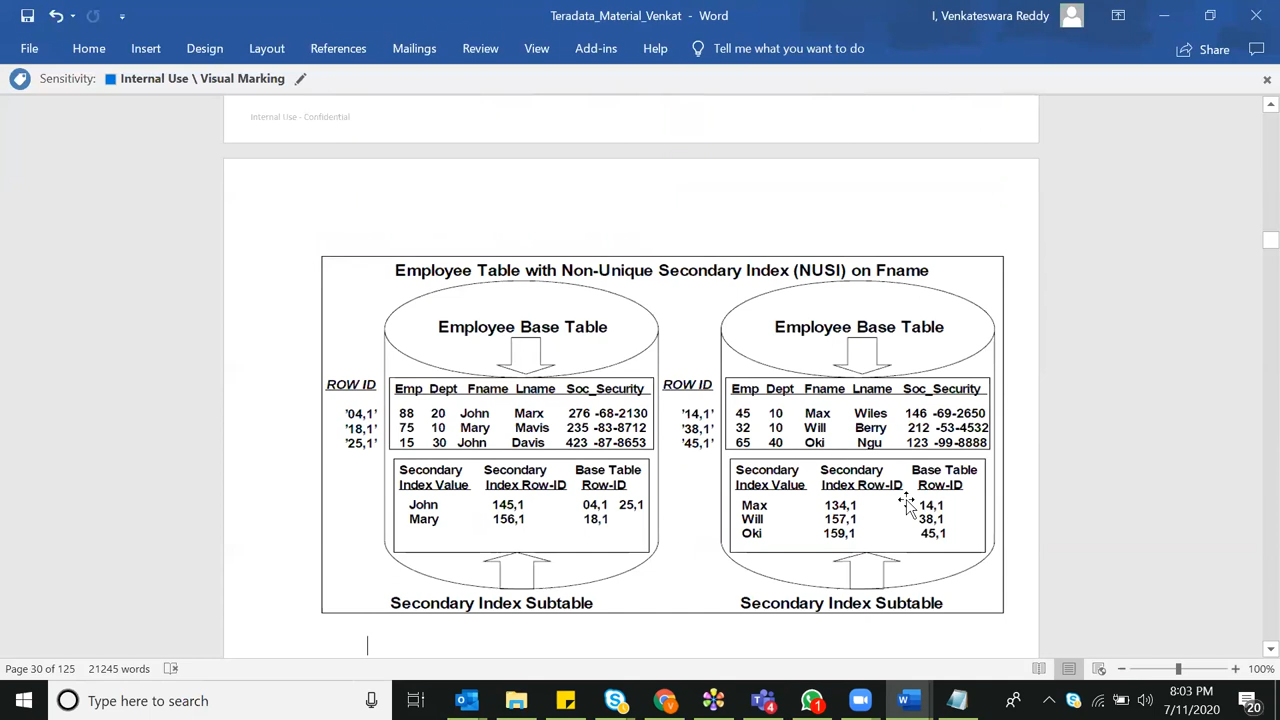 Teradata_Material_Venkat - Word
I, Venkateswara Reddy
File Home Insert Design Layout References Mailings Review View Add-ins Help Tell me what you want to do Share
Sensitivity: Internal Use \ Visual Marking
Internal Use - Confidential
Employee Table with Non-Unique Secondary Index (NUSI) on Fname
Employee Base Table
ROW ID
Emp Dept Fname Lname Soc_Security
'04,1' 88 20 John Marx 276 -68-2130
'18,1' 75 10 Mary Mavis 235 -83-8712
'25,1' 15 30 John Davis 423 -87-8653
Secondary Secondary Base Table
Index Value Index Row-ID Row-ID
John 145,1 04,1 25,1
Mary 156,1 18,1
Secondary Index Subtable
Employee Base Table
ROW ID
Emp Dept Fname Lname Soc_Security
'14,1' 45 10 Max Wiles 146 -69-2650
'38,1' 32 10 Will Berry 212 -53-4532
'45,1' 65 40 Oki Ngu 123 -99-8888
Secondary Secondary Base Table
Index Value Index Row-ID Row-ID
Max 134,1 14,1
Will 157,1 38,1
Oki 159,1 45,1
Secondary Index Subtable
Page 30 of 125 21245 words
100%
Type here to search
1
4
8:03 PM
7/11/2020
20